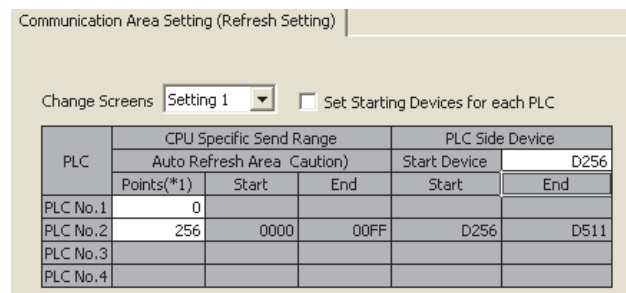 Communication Area Setting (Refresh Setting)
Change Screens Setting 1 Set Starting Devices for each PLC
PLC CPU Specific Send Range PLC Side Device
Auto Refresh Area Caution) Start Device D256
Points(*1) Start End Start End
PLC No.1 0
PLC No.2 256 0000 00FF D256 D511
PLC No.3
PLC No.4